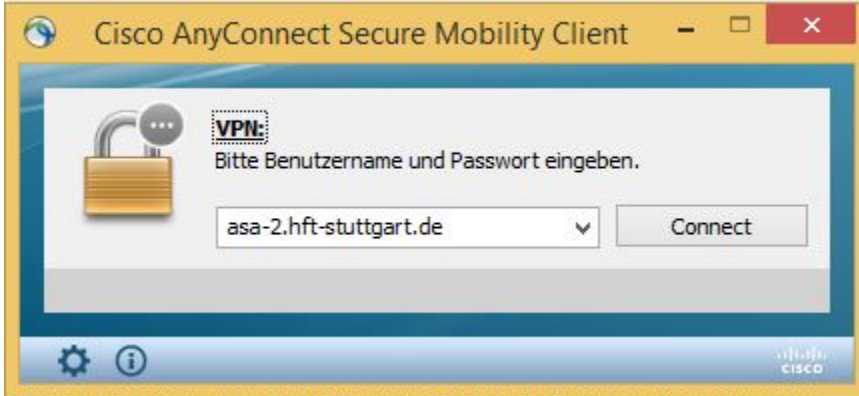 Cisco AnyConnect Secure Mobility Client
VPN:
Bitte Benutzername und Passwort eingeben.
asa-2.hft-stuttgart.de
Connect
CISCO